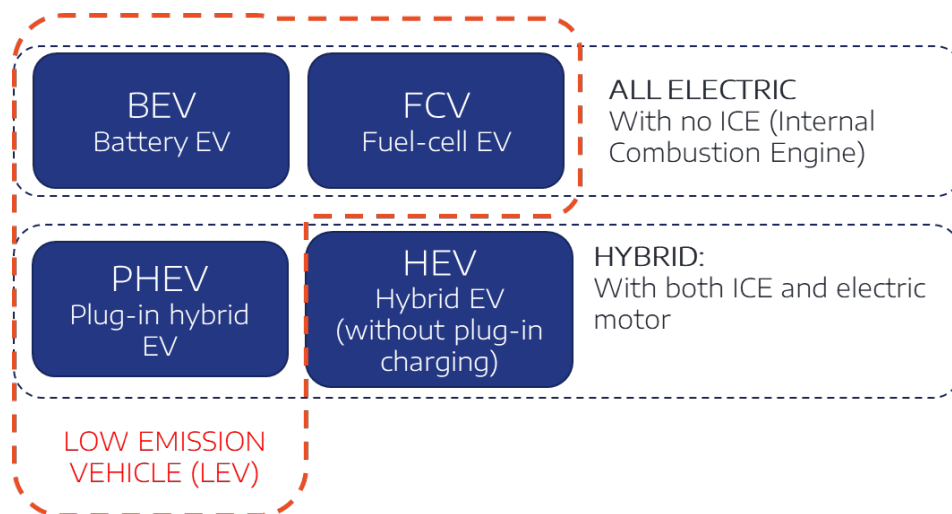 BEV
Battery EV
FCV
Fuel-cell EV
ALL ELECTRIC
With no ICE (Internal
Combustion Engine)
PHEV
Plug-in hybrid
EV
HEV
Hybrid EV
(without plug-in
charging)
HYBRID:
With both ICE and electric
motor
LOW EMISSION
VEHICLE (LEV)